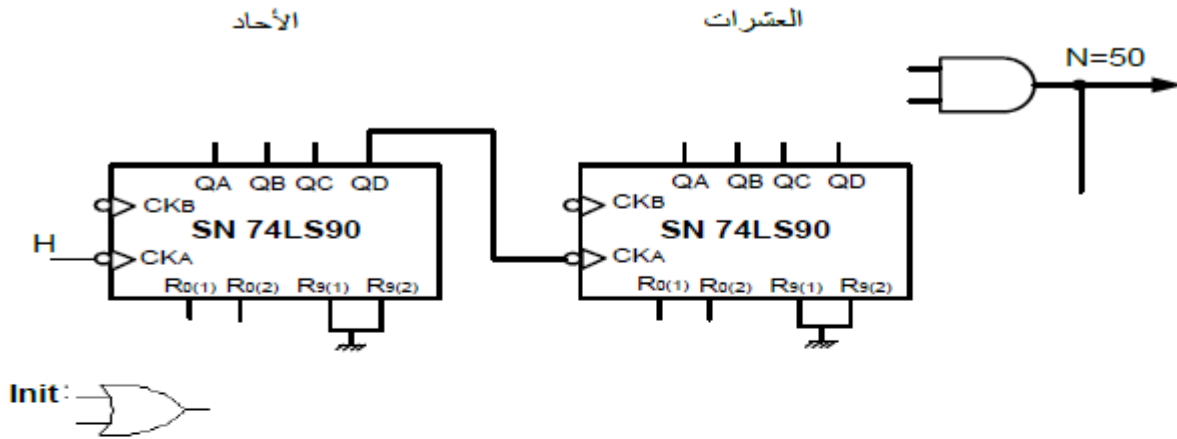 الأحاد
العشرات
N=50
QA QB QC QD
CKB
SN 74LS90
H
CKA
R0(1) R0(2) R9(1) R9(2)
QA QB QC QD
CKB
SN 74LS90
CKA
R0(1) R0(2) R9(1) R9(2)
Init: